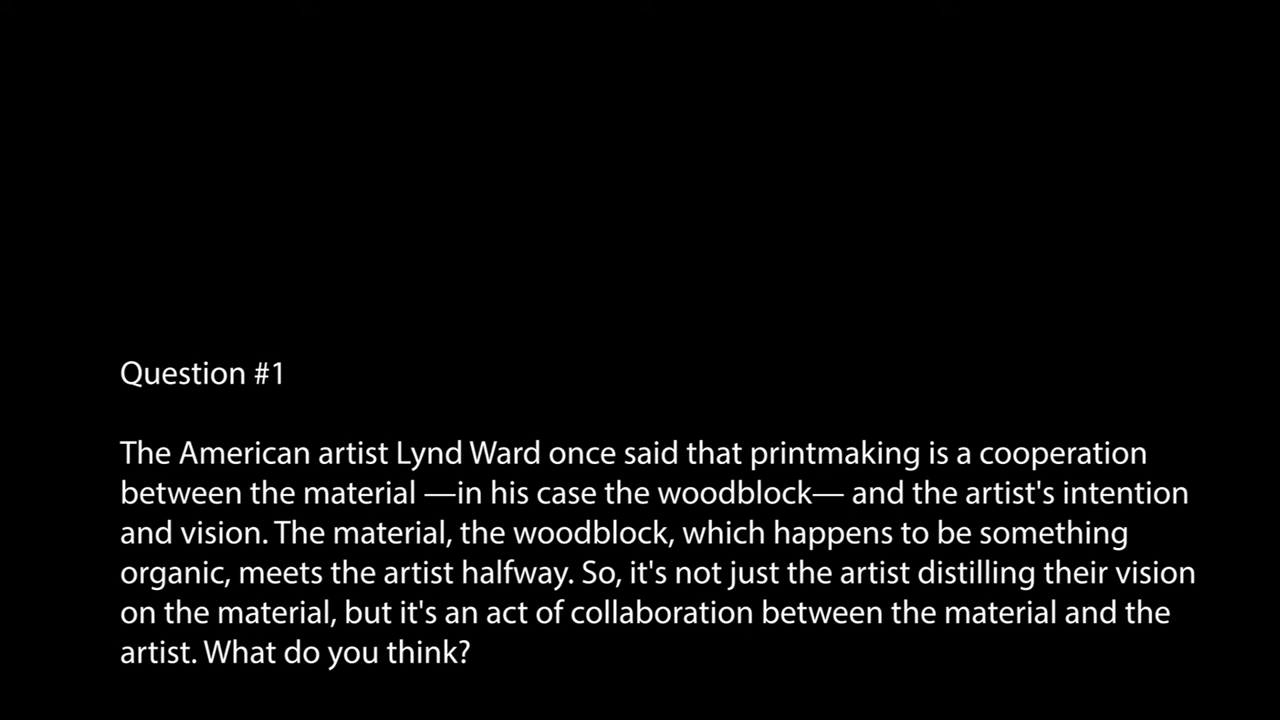 Question #1
The American artist Lynd Ward once said that printmaking is a cooperation
between the material —in his case the woodblock— and the artist's intention
and vision. The material, the woodblock, which happens to be something
organic, meets the artist halfway. So, it's not just the artist distilling their vision
on the material, but it's an act of collaboration between the material and the
artist. What do you think?